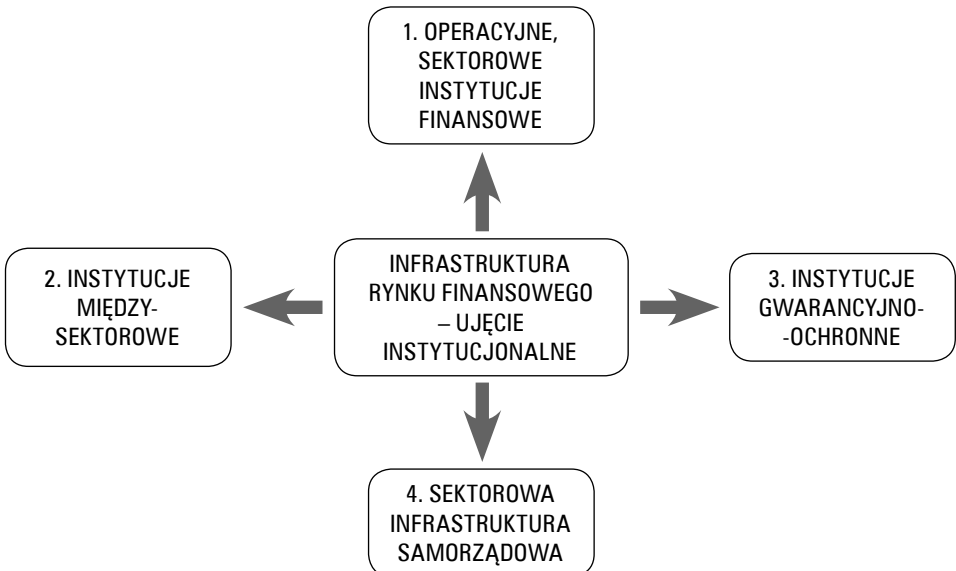 1. OPERACYJNE,
SEKTOROWE
INSTYTUCJE
FINANSOWE
2. INSTYTUCJE
MIĘDZY-
SEKTOROWE
INFRASTRUKTURA
RYNKU FINANSOWEGO
– UJĘCIE
INSTYTUCJONALNE
3. INSTYTUCJE
GWARANCYJNO-
-OCHRONNE
4. SEKTOROWA
INFRASTRUKTURA
SAMORZĄDOWA